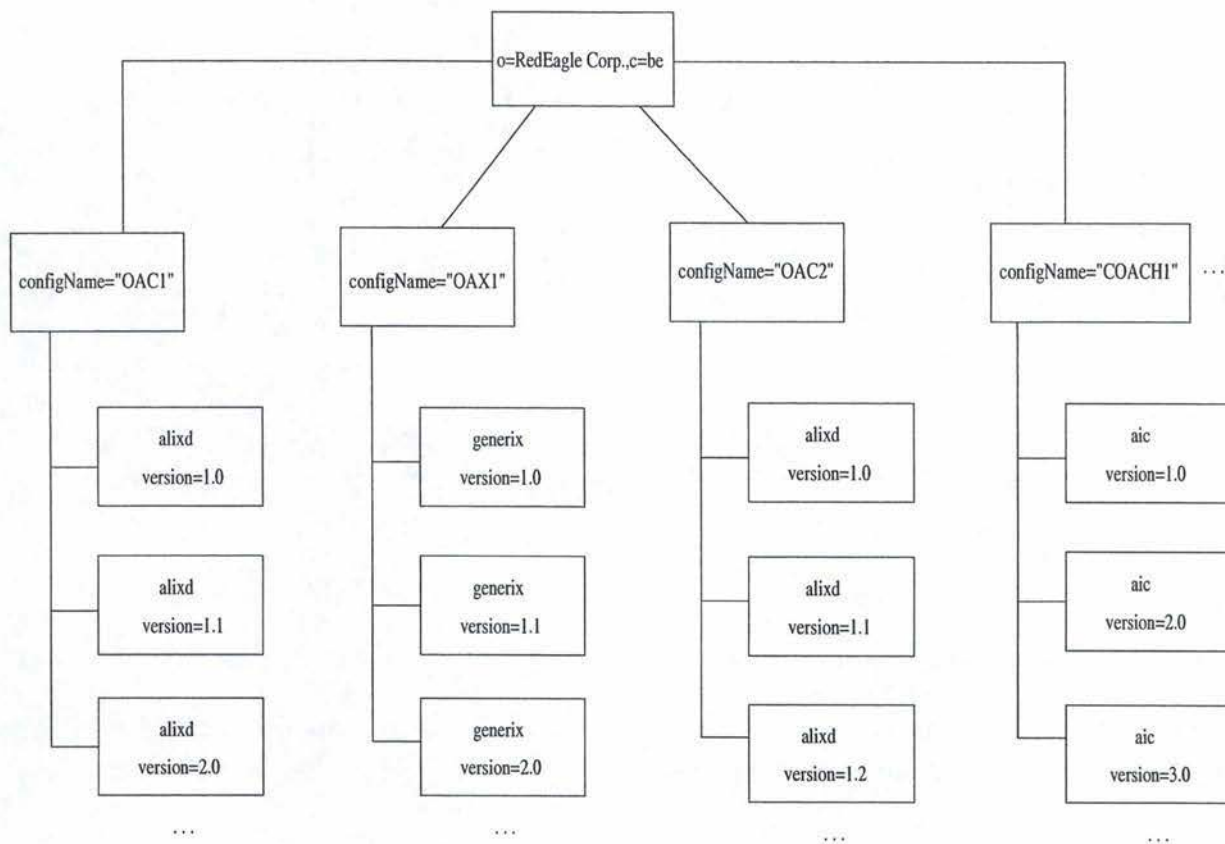 o=RedEagle Corp.,c=be
configName="OAC1"
configName="OAX1"
configName="OAC2"
configName="COACH1"
...
alixd
version=1.0
generix
version=1.0
alixd
version=1.0
aic
version=1.0
alixd
version=1.1
generix
version=1.1
alixd
version=1.1
aic
version=2.0
alixd
version=2.0
generix
version=2.0
alixd
version=1.2
aic
version=3.0
...
...
...
...